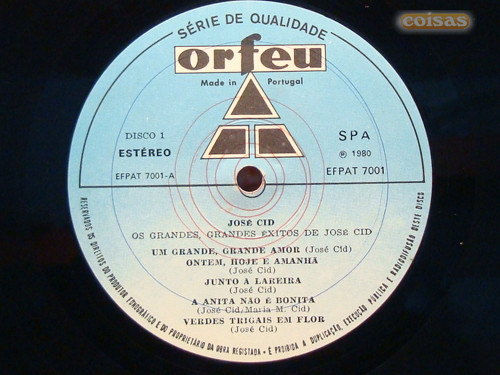 coisas
SÉRIE DE QUALIDADE
orfeu
Made in Portugal
DISCO 1
ESTÉREO
EFPAT 7001-A
SPA
℗ 1980
EFPAT 7001
JOSÉ CID
OS GRANDES, GRANDES ÊXITOS DE JOSÉ CID
UM GRANDE, GRANDE AMOR (José Cid)
ONTEM, HOJE E AMANHÃ
(José Cid)
JUNTO À LAREIRA
(José Cid)
A ANITA NÃO É BONITA
(José Cid/Maria M. Cid)
VERDES TRIGAIS EM FLOR
(José Cid)
RESERVADOS OS DIREITOS DO PRODUTOR FONOGRÁFICO E DO PROPRIETÁRIO DA OBRA REGISTADA - É PROIBIDA A DUPLICAÇÃO, EXECUÇÃO PÚBLICA E RADIODIFUSÃO DESTE DISCO